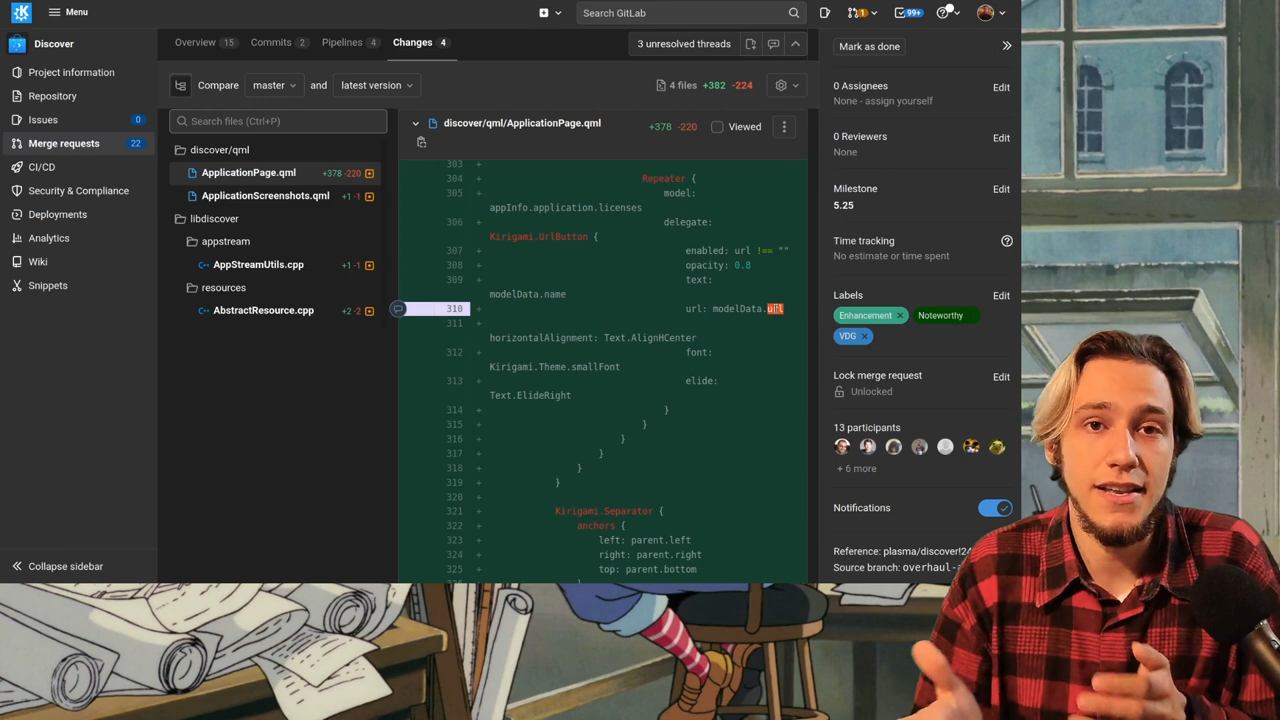 Menu
Search GitLab
1
99+
Discover
Project information
Repository
Issues 0
Merge requests 22
CI/CD
Security & Compliance
Deployments
Analytics
Wiki
Snippets
Collapse sidebar
Overview 15
Commits 2
Pipelines 4
Changes 4
3 unresolved threads
Compare master and latest version
4 files +382 -224
Search files (Ctrl+P)
discover/qml
ApplicationPage.qml +378 -220
ApplicationScreenshots.qml +1 -1
libdiscover
appstream
AppStreamUtils.cpp +1 -1
resources
AbstractResource.cpp +2 -2
discover/qml/ApplicationPage.qml +378 -220 Viewed
303 +
304 + Repeater {
305 + model:
appInfo.application.licenses
306 + delegate:
Kirigami.UrlButton {
307 + enabled: url !== ""
308 + opacity: 0.8
309 + text:
modelData.name
310 + url: modelData.url
311 +
horizontalAlignment: Text.AlignHCenter
312 + font:
Kirigami.Theme.smallFont
313 + elide:
Text.ElideRight
314 + }
315 + }
316 + }
317 + }
318 + }
319 + }
320 +
321 + Kirigami.Separator {
322 + anchors {
323 + left: parent.left
324 + right: parent.right
325 + top: parent.bottom
Mark as done
0 Assignees Edit
None - assign yourself
0 Reviewers Edit
None
Milestone Edit
5.25
Time tracking
No estimate or time spent
Labels Edit
Enhancement
Noteworthy
VDG
Lock merge request Edit
Unlocked
13 participants
+ 6 more
Notifications
Reference: plasma/discover!24
Source branch: overhaul-